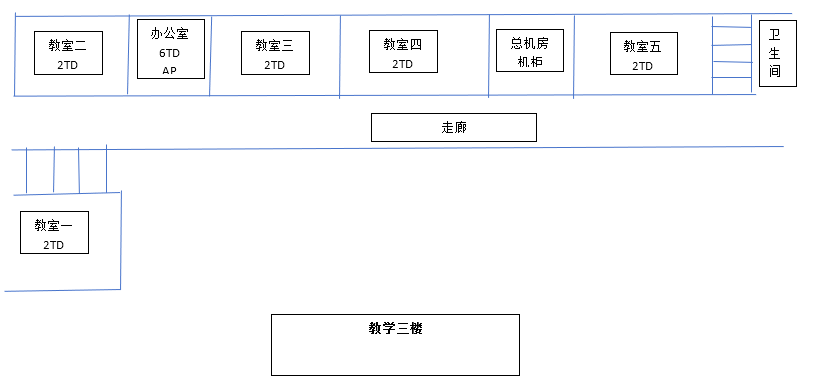 教室二
2TD
办公室
6TD
AP
教室三
2TD
教室四
2TD
总机房
机柜
教室五
2TD
卫
生
间
走廊
教室一
2TD
教学三楼